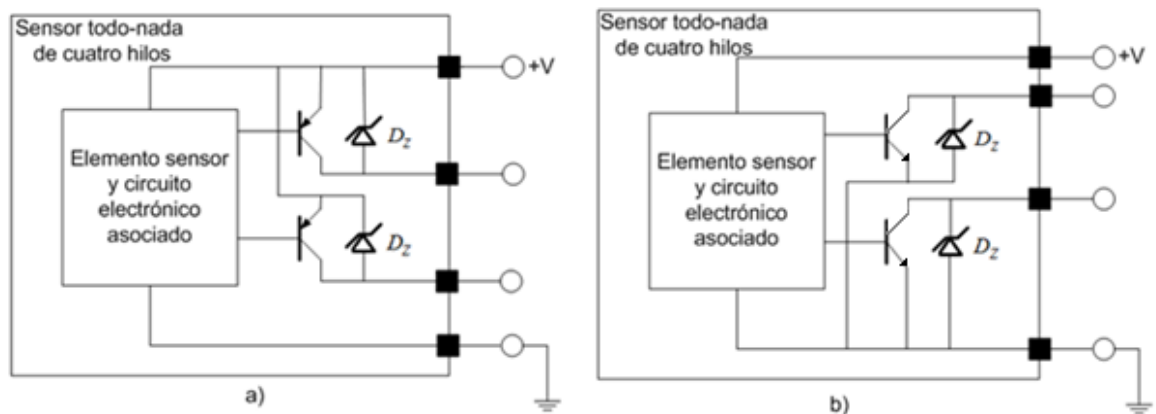 Sensor todo-nada
de cuatro hilos
+V
Elemento sensor
y circuito
electrónico
asociado
D_Z
D_Z
a)
Sensor todo-nada
de cuatro hilos
+V
Elemento sensor
y circuito
electrónico
asociado
D_Z
D_Z
b)